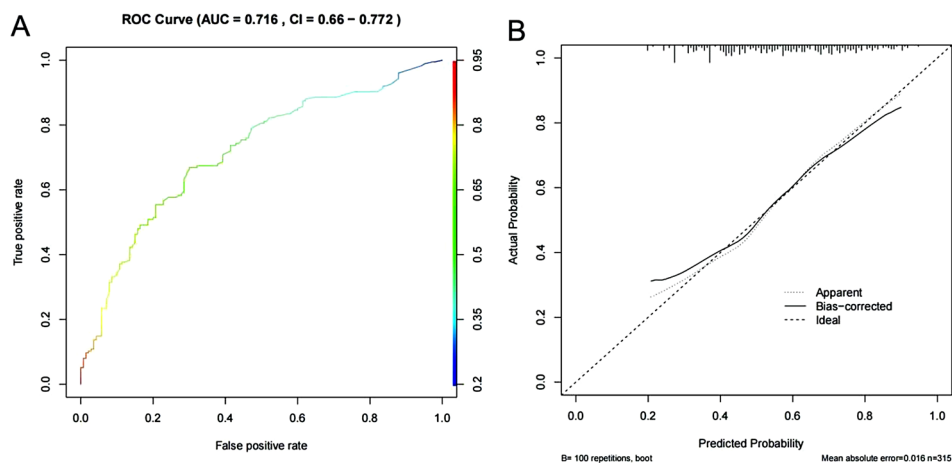 A
ROC Curve (AUC = 0.716 , CI = 0.66 − 0.772 )
True positive rate
1.0
0.8
0.6
0.4
0.2
0.0
0.0 0.2 0.4 0.6 0.8 1.0
False positive rate
0.95
0.8
0.65
0.5
0.35
0.2
B
Actual Probability
1.0
0.8
0.6
0.4
0.2
0.0
Apparent
Bias−corrected
Ideal
0.0 0.2 0.4 0.6 0.8 1.0
Predicted Probability
B= 100 repetitions, boot
Mean absolute error=0.016 n=315